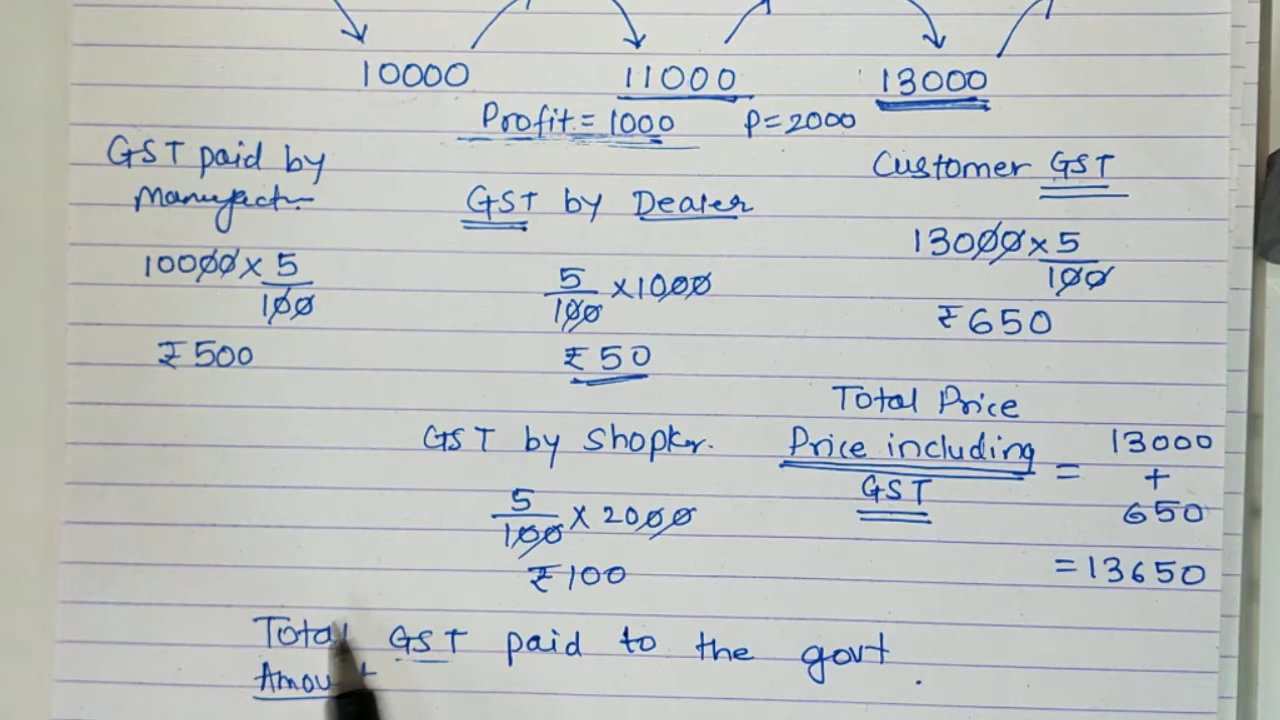 10000 11000 13000
Profit = 1000 P=2000
GST paid by
Manufact.
10000 x 5
100
₹500
GST by Dealer
5
100 x 1000
₹50
Customer GST
13000 x 5
100
₹650
GST by Shopkr.
5
100 x 2000
₹100
Total Price
Price including
GST
= 13000
+
650
= 13650
Total GST paid to the govt.